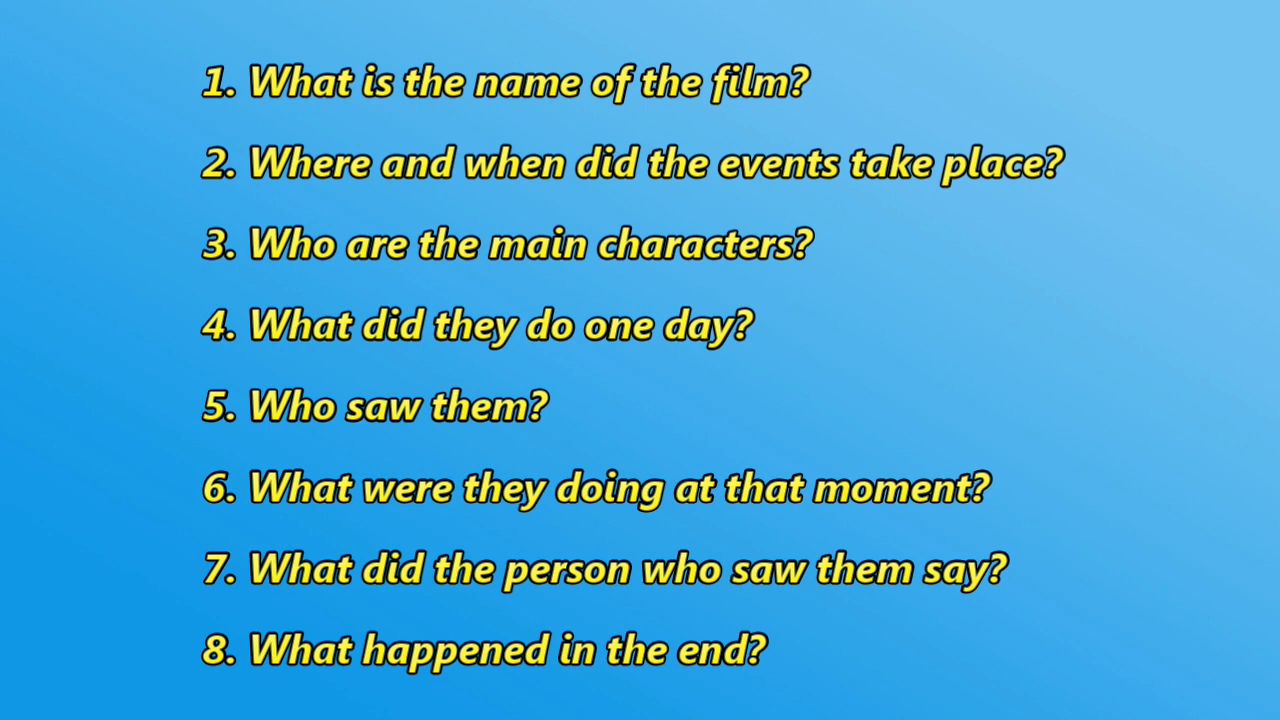 1. What is the name of the film?
2. Where and when did the events take place?
3. Who are the main characters?
4. What did they do one day?
5. Who saw them?
6. What were they doing at that moment?
7. What did the person who saw them say?
8. What happened in the end?